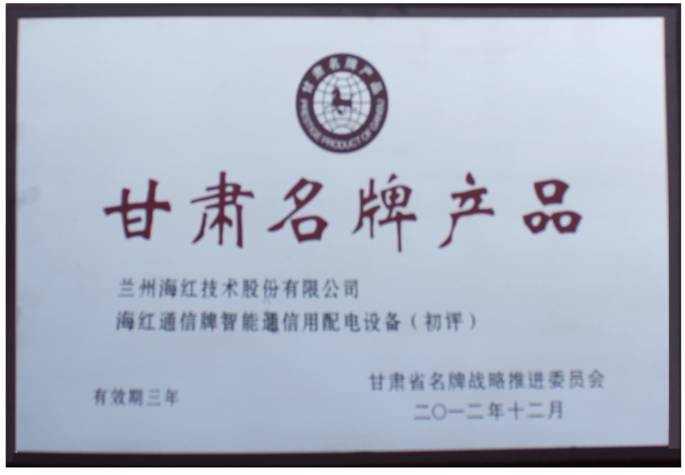 甘肃名牌产品
PRESTIGE PRODUCT OF GANSU
甘肃名牌产品
兰州海红技术股份有限公司
海红通信牌智能通信用配电设备（初评）
有效期三年
甘肃省名牌战略推进委员会
二〇一二年十二月